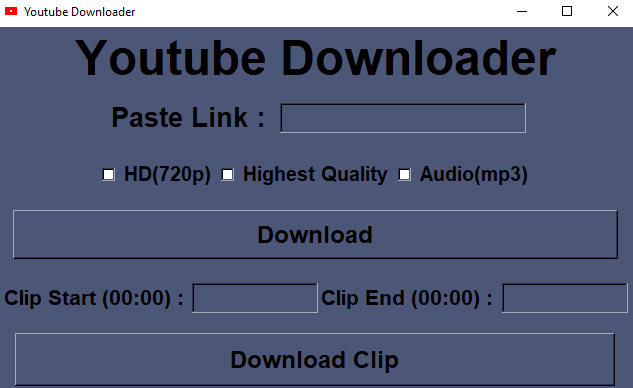 Youtube Downloader
Youtube Downloader
Paste Link :
HD(720p) Highest Quality Audio(mp3)
Download
Clip Start (00:00) : Clip End (00:00) :
Download Clip